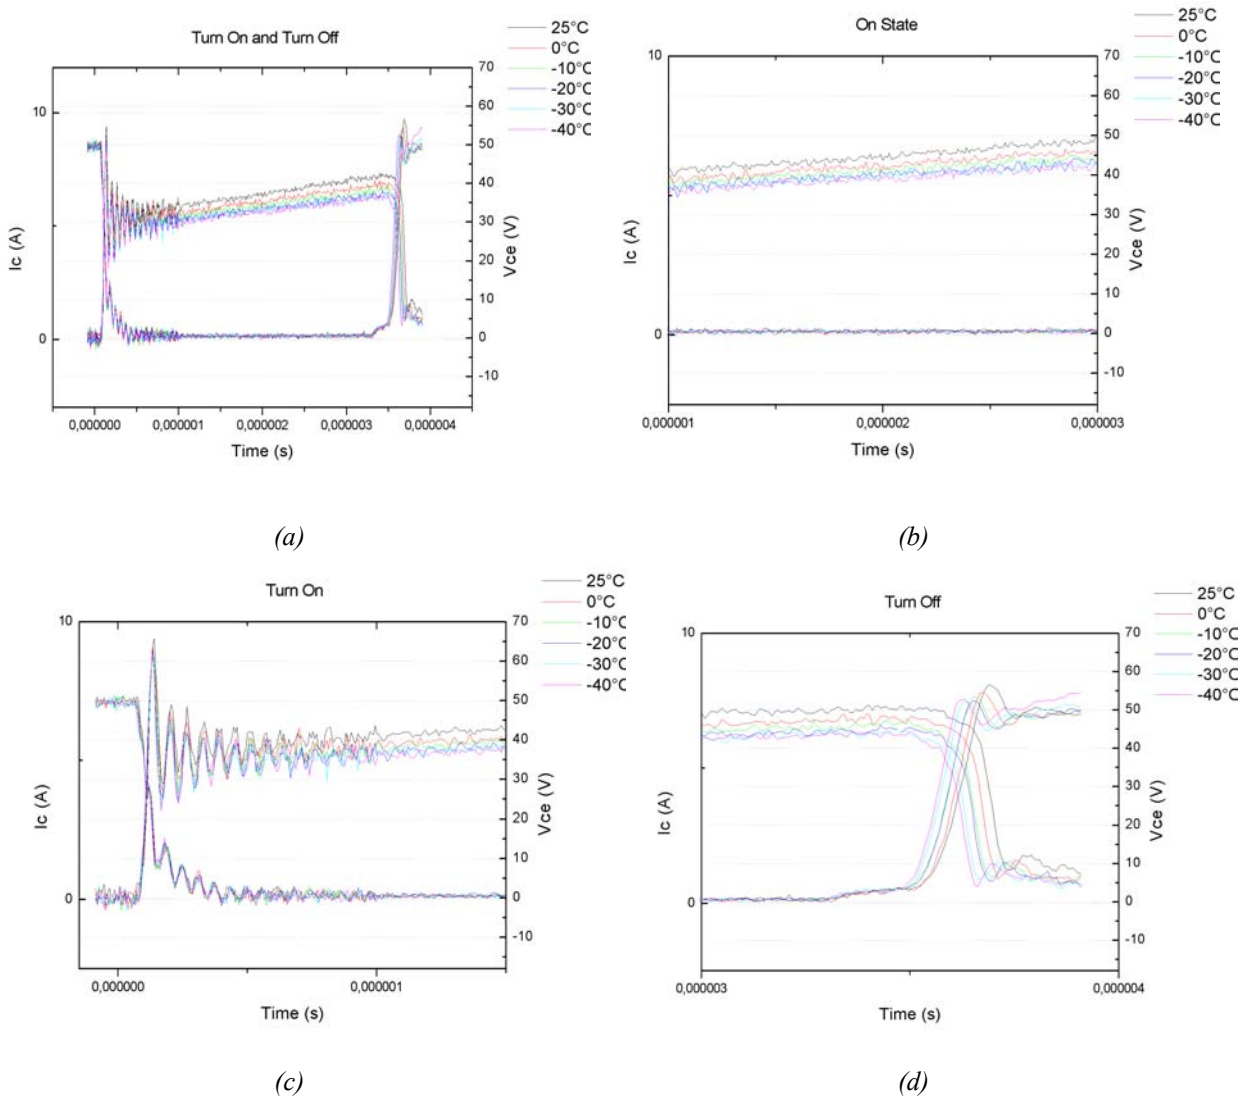 Turn On and Turn Off
25°C
0°C
-10°C
-20°C
-30°C
-40°C
10
0
Ic (A)
70
60
50
40
30
20
10
0
-10
Vce (V)
0,000000
0,000001
0,000002
0,000003
0,000004
Time (s)
(a)
On State
25°C
0°C
-10°C
-20°C
-30°C
-40°C
10
0
Ic (A)
70
60
50
40
30
20
10
0
-10
Vce (V)
0,000001
0,000002
0,000003
Time (s)
(b)
Turn On
25°C
0°C
-10°C
-20°C
-30°C
-40°C
10
0
Ic (A)
70
60
50
40
30
20
10
0
-10
Vce (V)
0,000000
0,000001
Time (s)
(c)
Turn Off
25°C
0°C
-10°C
-20°C
-30°C
-40°C
10
0
Ic (A)
70
60
50
40
30
20
10
0
-10
Vce (V)
0,000003
0,000004
Time (s)
(d)